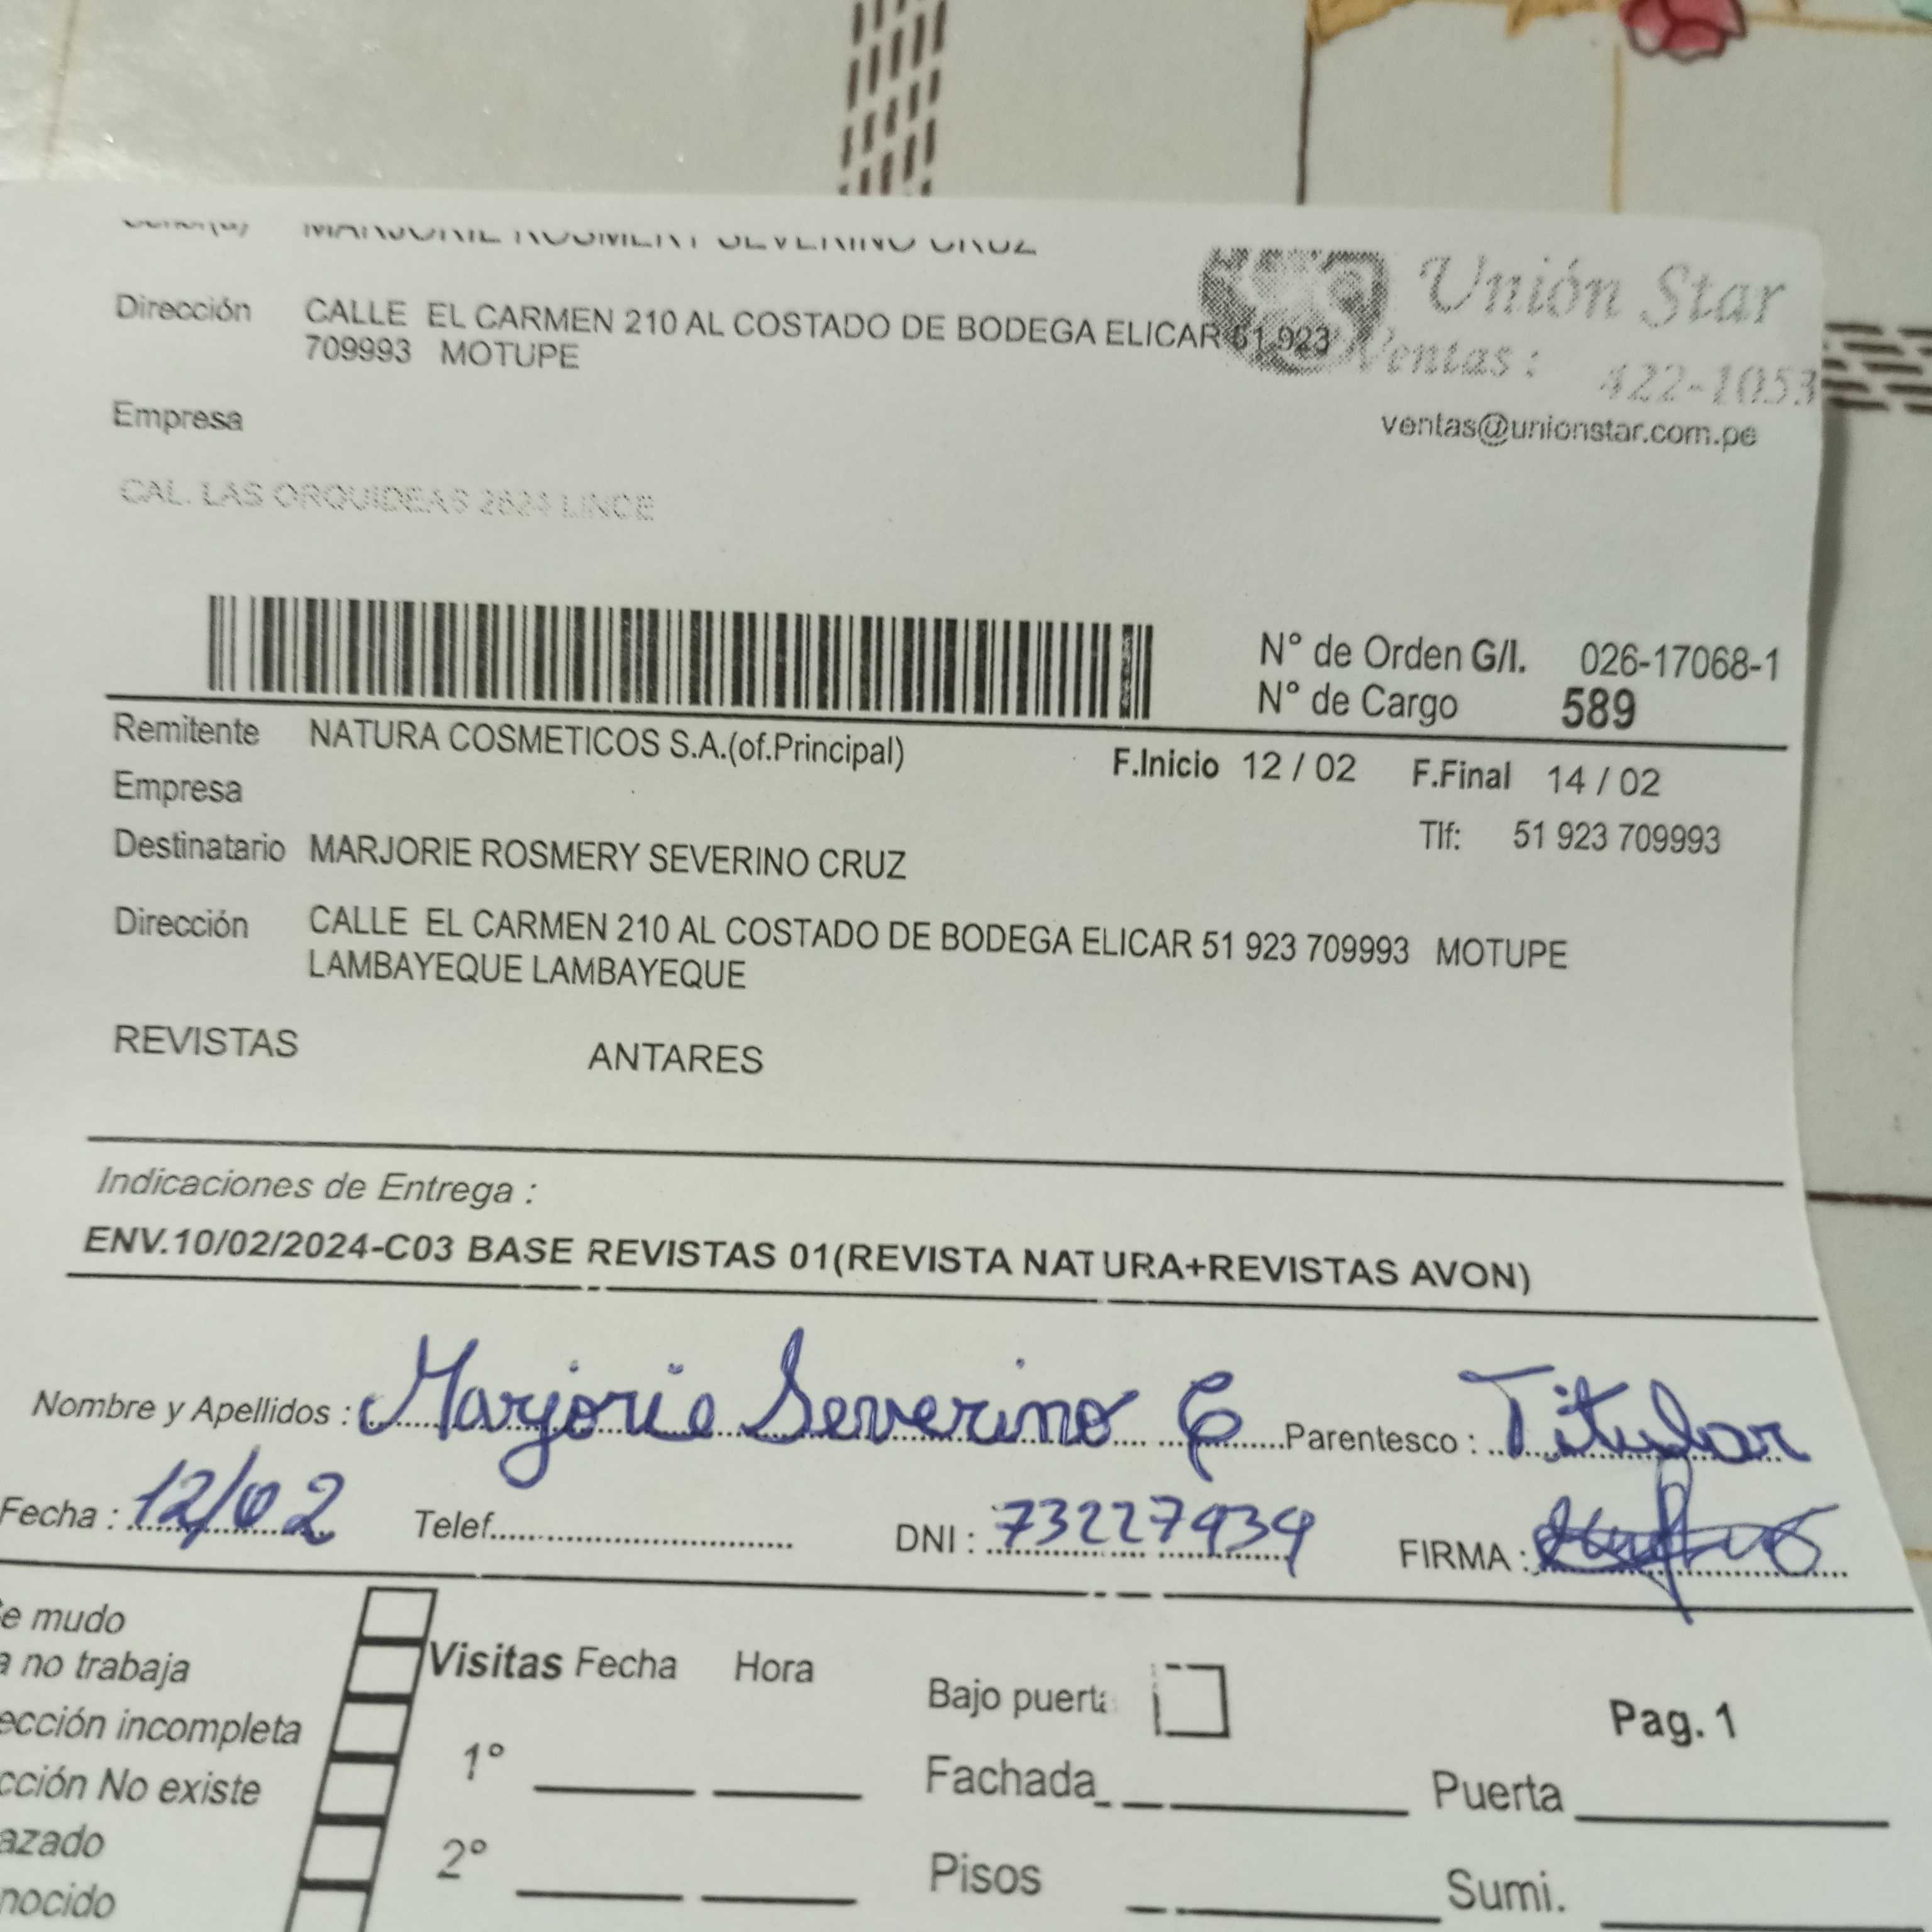 Señor(a) MARJORIE ROSMERY SEVERINO CRUZ
Unión Star
Dirección CALLE EL CARMEN 210 AL COSTADO DE BODEGA ELICAR 51 923
709993 MOTUPE
Ventas : 422-1053
Empresa
ventas@unionstar.com.pe
CAL. LAS ORQUIDEAS 2624 LINCE
N° de Orden G/I. 026-17068-1
N° de Cargo 589
Remitente NATURA COSMETICOS S.A.(of.Principal) F.Inicio 12 / 02 F.Final 14 / 02
Empresa
Tlf: 51 923 709993
Destinatario MARJORIE ROSMERY SEVERINO CRUZ
Dirección CALLE EL CARMEN 210 AL COSTADO DE BODEGA ELICAR 51 923 709993 MOTUPE
LAMBAYEQUE LAMBAYEQUE
REVISTAS ANTARES
Indicaciones de Entrega :
ENV.10/02/2024-C03 BASE REVISTAS 01(REVISTA NATURA+REVISTAS AVON)
Nombre y Apellidos : Marjorie Severino C Parentesco : Titular
Fecha : 12/02 Telef. DNI : 73227939 FIRMA :
e mudo
a no trabaja
Visitas Fecha Hora
Bajo puerta
Pag. 1
ección incompleta
1°
Fachada Puerta
cción No existe
azado
2°
Pisos Sumi.
nocido